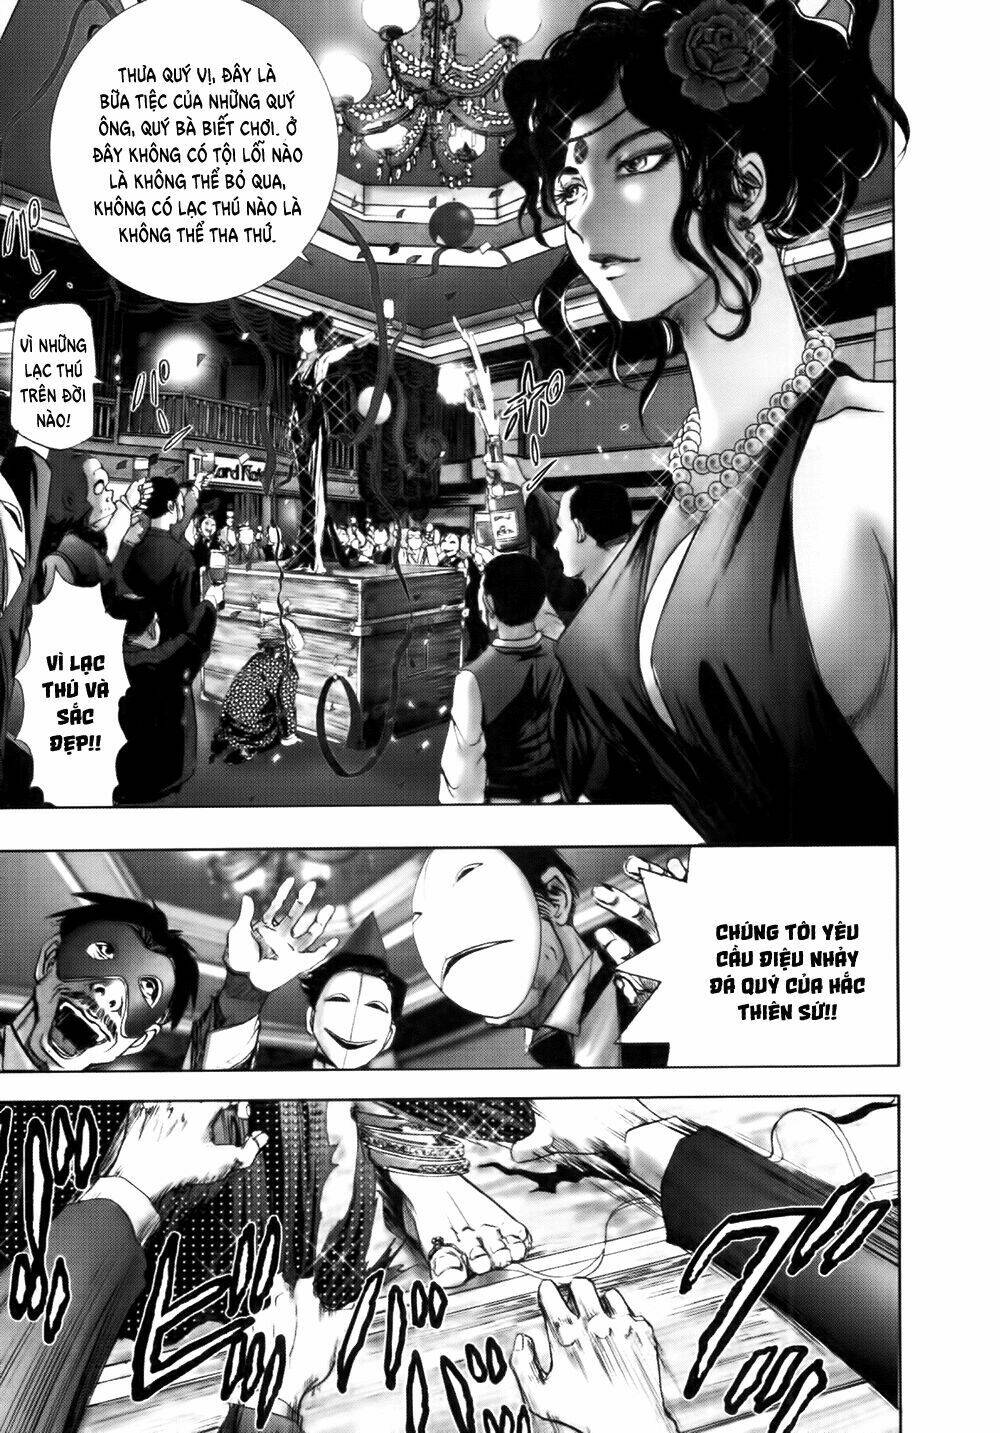 THƯA QUÝ VỊ, ĐÂY LÀ
BỮA TIỆC CỦA NHỮNG QUÝ
ÔNG, QUÝ BÀ BIẾT CHƠI. Ở
ĐÂY KHÔNG CÓ TỘI LỖI NÀO
LÀ KHÔNG THỂ BỎ QUA,
KHÔNG CÓ LẠC THÚ NÀO LÀ
KHÔNG THỂ THA THỨ.
VÌ NHỮNG
LẠC THÚ
TRÊN ĐỜI
NÀO!
VÌ LẠC
THÚ VÀ
SẮC
ĐẸP!!
CHÚNG TÔI YÊU
CẦU ĐIỆU NHẢY
ĐÁ QUÝ CỦA HẮC
THIÊN SỨ!!